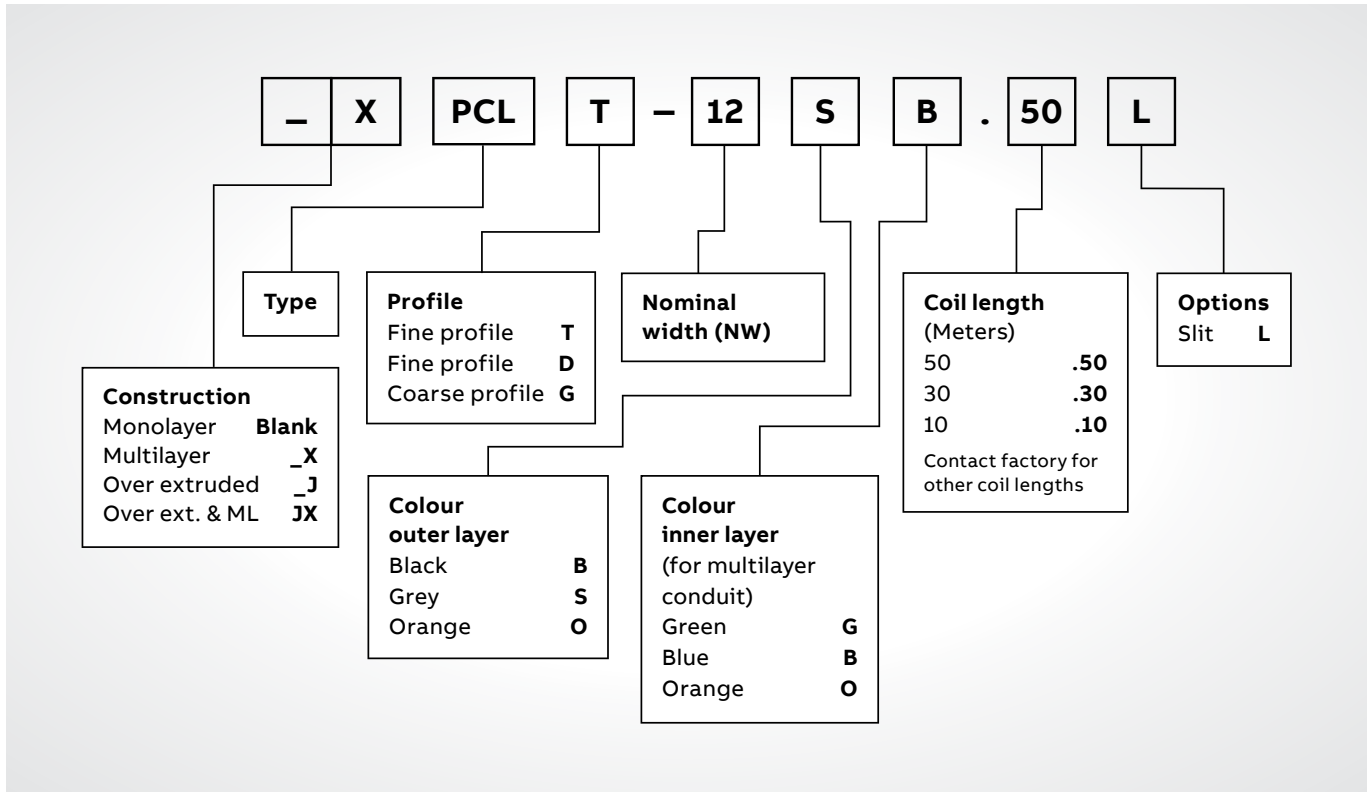 _ X PCL T – 12 S B . 50 L
Type
Profile
Fine profile T
Fine profile D
Coarse profile G
Nominal
width (NW)
Coil length
(Meters)
50 .50
30 .30
10 .10
Contact factory for
other coil lengths
Options
Slit L
Construction
Monolayer Blank
Multilayer _X
Over extruded _J
Over ext. & ML JX
Colour
outer layer
Black B
Grey S
Orange O
Colour
inner layer
(for multilayer
conduit)
Green G
Blue B
Orange O